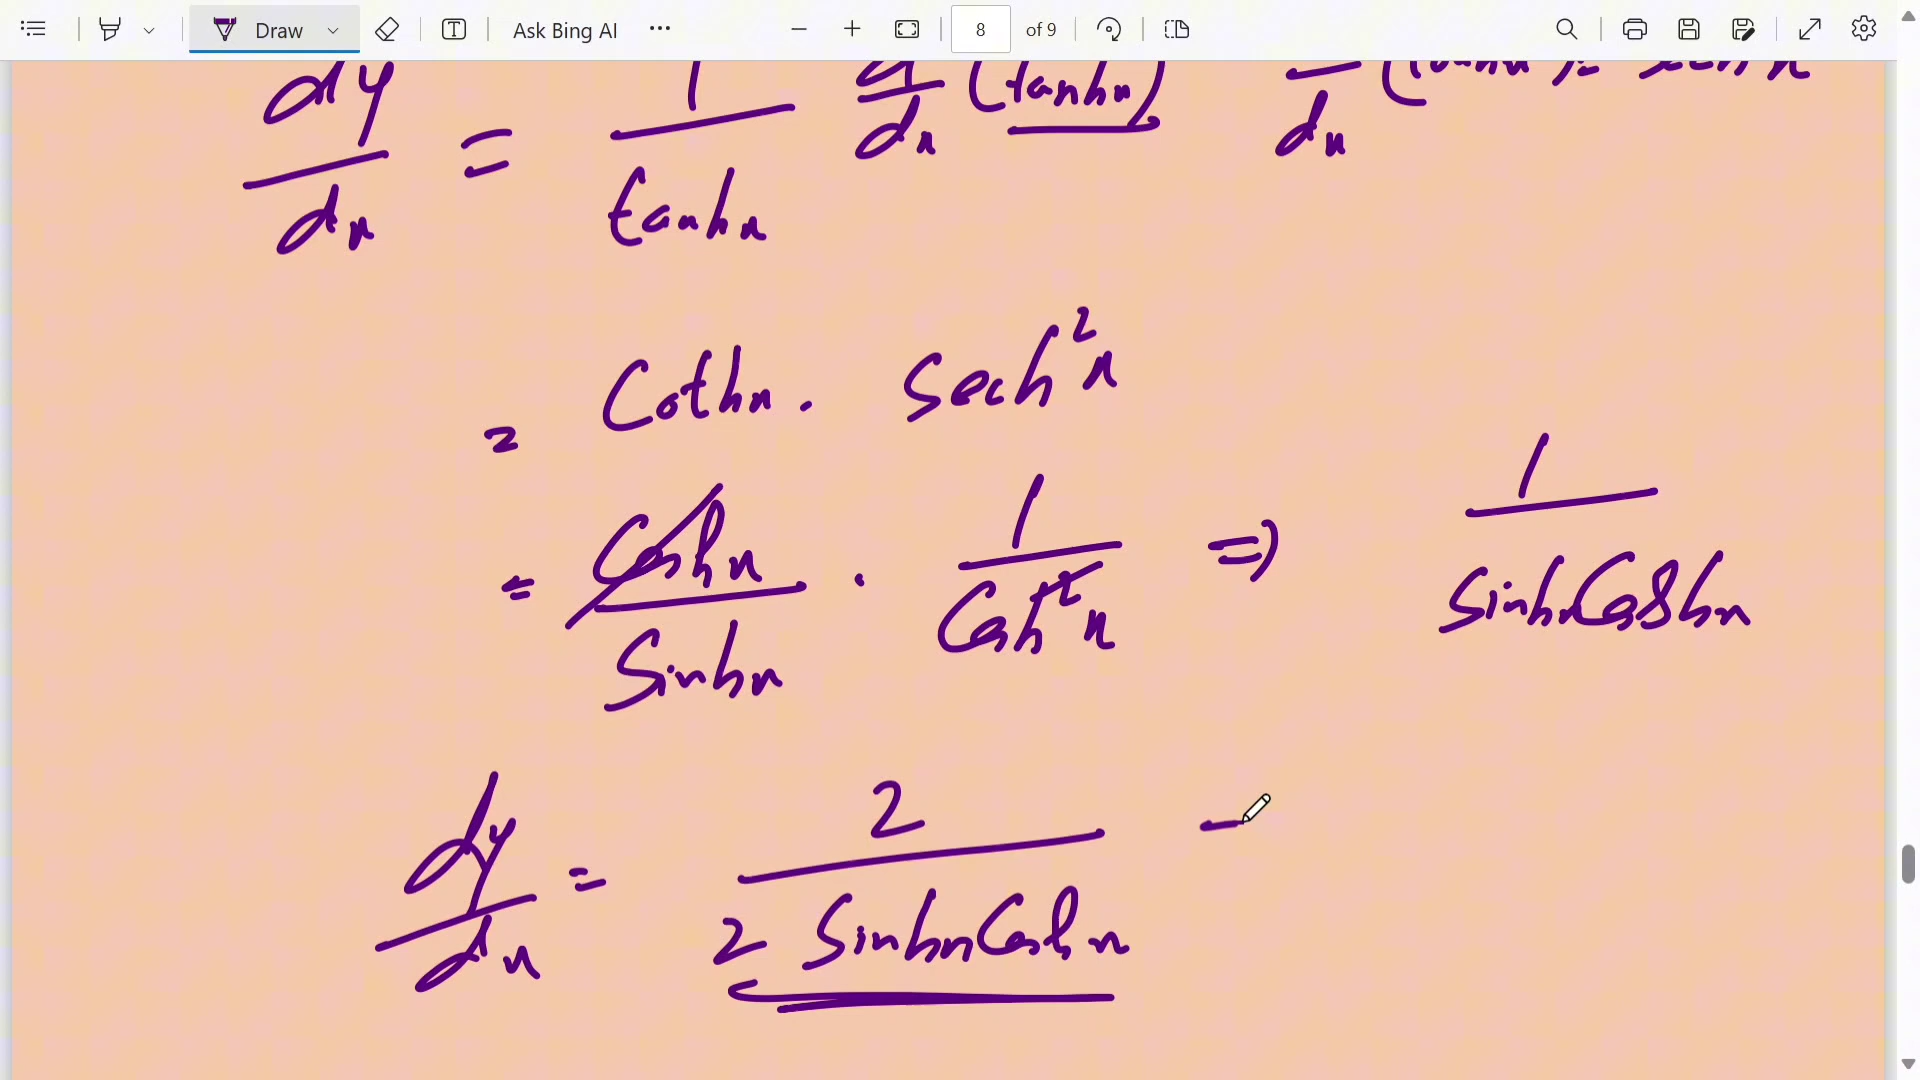 Draw Ask Bing AI 8 of 9
dy/dx = 1/tanhx d/dx (tanhx) d/dx (tanhx) = sech²x
= Cothx . Sech²x
= Coshx/Sinhx . 1/Cosh²x ⇒ 1/SinhxCoshx
dy/dx = 2/2 SinhxCoshx